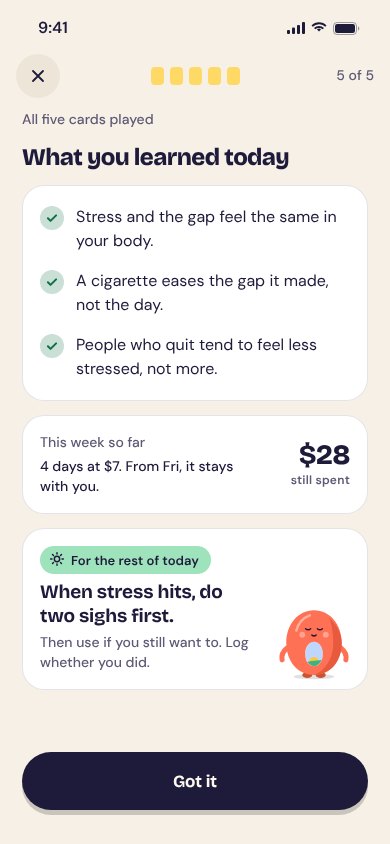 9:41
5 of 5
All five cards played
What you learned today
Stress and the gap feel the same in
your body.
A cigarette eases the gap it made,
not the day.
People who quit tend to feel less
stressed, not more.
This week so far
4 days at $7. From Fri, it stays
with you.
$28
still spent
For the rest of today
When stress hits, do
two sighs first.
Then use if you still want to. Log
whether you did.
Got it